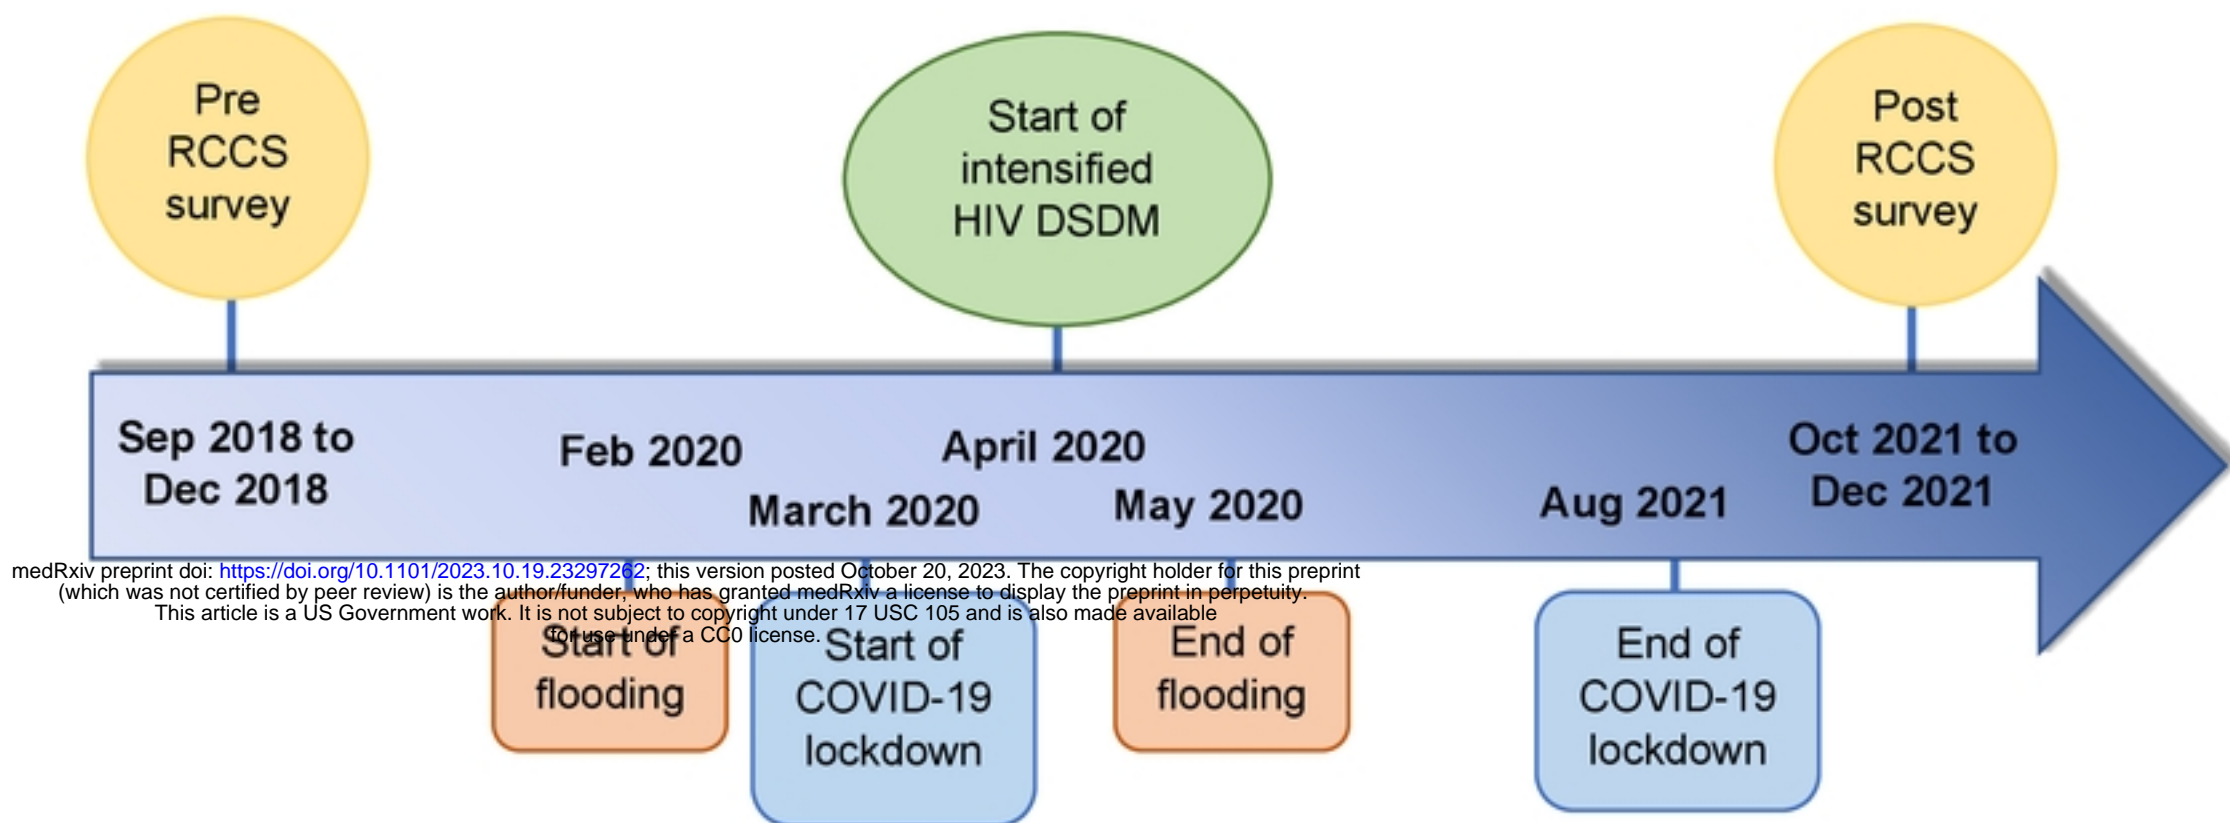 Pre
RCCS
survey
Start of
intensified
HIV DSDM
Post
RCCS
survey
Sep 2018 to
Dec 2018
Feb 2020
March 2020
April 2020
May 2020
Aug 2021
Oct 2021 to
Dec 2021
medRxiv preprint doi: https://doi.org/10.1101/2023.10.19.23297262; this version posted October 20, 2023. The copyright holder for this preprint
(which was not certified by peer review) is the author/funder, who has granted medRxiv a license to display the preprint in perpetuity.
This article is a US Government work. It is not subject to copyright under 17 USC 105 and is also made available
for use under a CC0 license.
Start of
flooding
Start of
COVID-19
lockdown
End of
flooding
End of
COVID-19
lockdown